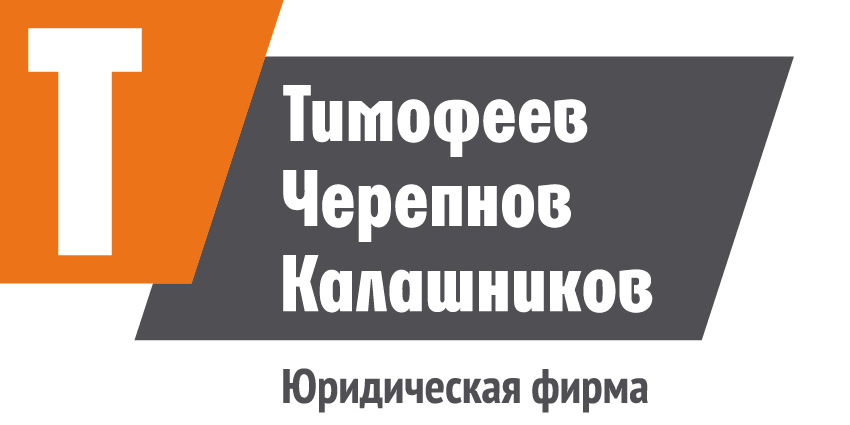 Т
Тимофеев
Черепнов
Калашников
Юридическая фирма